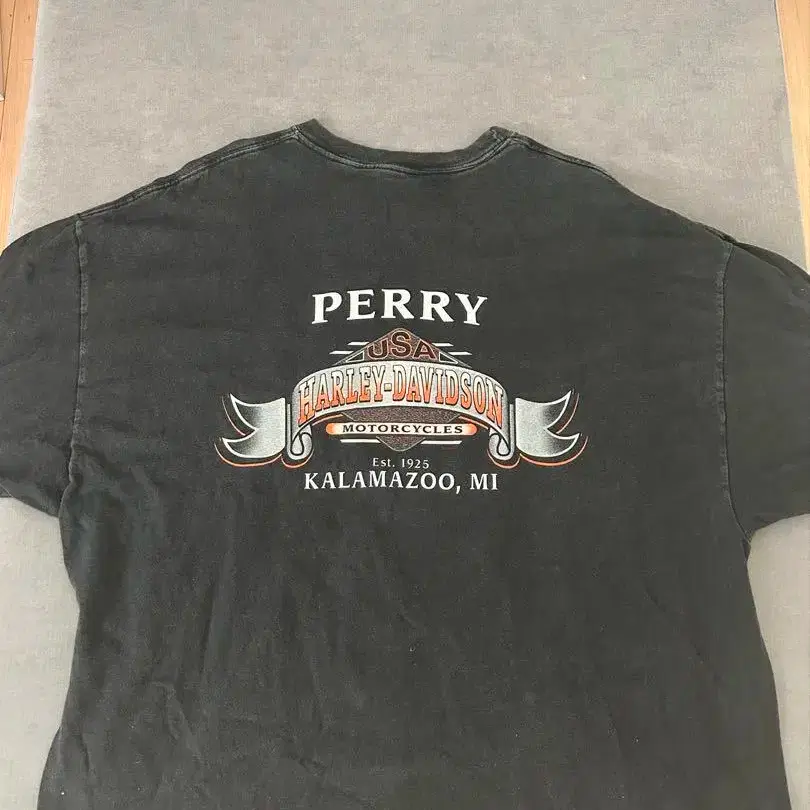 PERRY
USA
HARLEY-DAVIDSON
MOTORCYCLES
Est. 1925
KALAMAZOO, MI